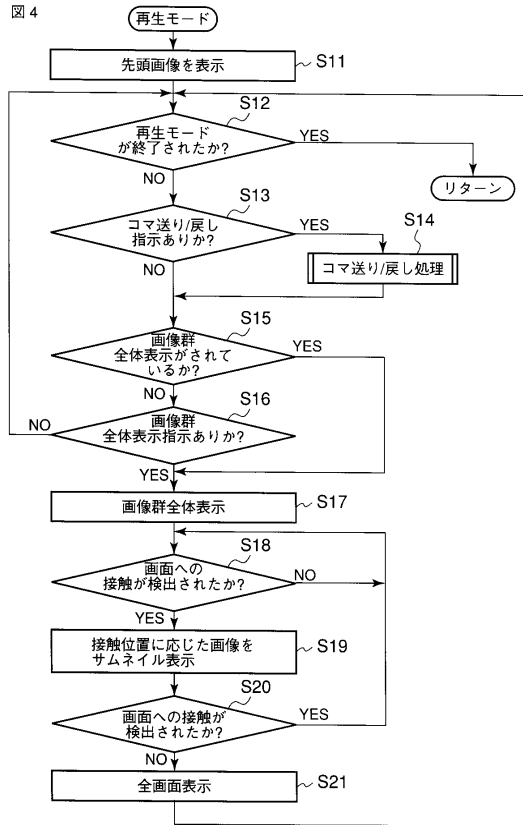 図4
再生モード
先頭画像を表示
S11
S12
再生モード
が終了されたか?
YES
NO
リターン
S13
コマ送り/戻し
指示ありか?
YES
NO
S14
コマ送り/戻し処理
S15
画像群
全体表示がされて
いるか?
YES
NO
S16
画像群
全体表示指示ありか?
NO
YES
画像群全体表示
S17
S18
画面への
接触が検出されたか?
NO
YES
接触位置に応じた画像を
サムネイル表示
S19
S20
画面への接触が
検出されたか?
YES
NO
全画面表示
S21